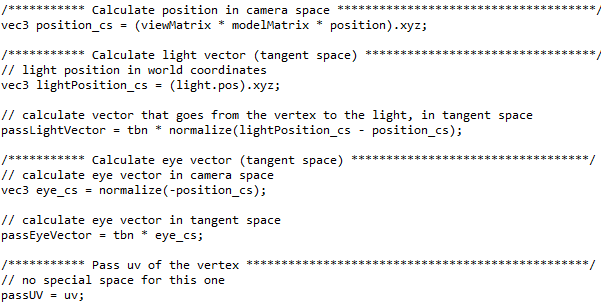 /*********** Calculate position in camera space *************************************/
vec3 position_cs = (viewMatrix * modelMatrix * position).xyz;
/*********** Calculate light vector (tangent space) *********************************/
// light position in world coordinates
vec3 lightPosition_cs = (light.pos).xyz;
// calculate vector that goes from the vertex to the light, in tangent space
passLightVector = tbn * normalize(lightPosition_cs - position_cs);
/*********** Calculate eye vector (tangent space) **********************************/
// calculate eye vector in camera space
vec3 eye_cs = normalize(-position_cs);
// calculate eye vector in tangent space
passEyeVector = tbn * eye_cs;
/*********** Pass uv of the vertex *************************************************/
// no special space for this one
passUV = uv;